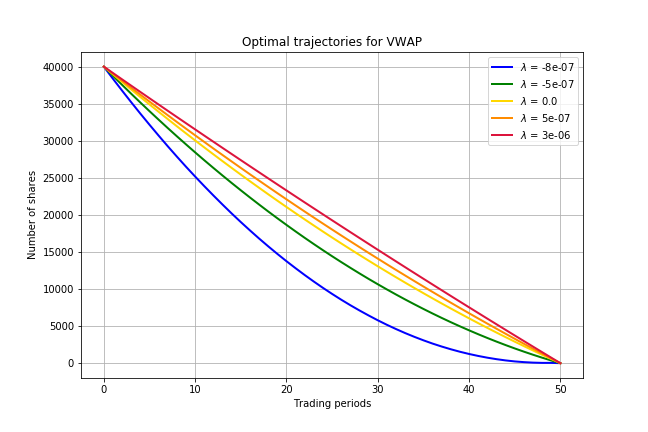 Optimal trajectories for VWAP
λ = -8e-07
λ = -5e-07
λ = 0.0
λ = 5e-07
λ = 3e-06
Number of shares
40000
35000
30000
25000
20000
15000
10000
5000
0
0 10 20 30 40 50
Trading periods